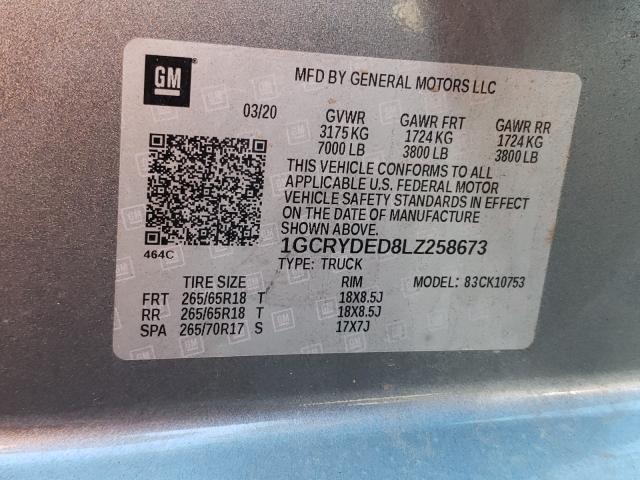 GM
MFD BY GENERAL MOTORS LLC
03/20
GVWR GAWR FRT GAWR RR
3175 KG 1724 KG 1724 KG
7000 LB 3800 LB 3800 LB
THIS VEHICLE CONFORMS TO ALL
APPLICABLE U.S. FEDERAL MOTOR
VEHICLE SAFETY STANDARDS IN EFFECT
ON THE DATE OF MANUFACTURE
SHOWN ABOVE.
464C
1GCRYDED8LZ258673
TYPE: TRUCK
TIRE SIZE RIM MODEL: 83CK10753
FRT 265/65R18 T 18X8.5J
RR 265/65R18 T 18X8.5J
SPA 265/70R17 S 17X7J